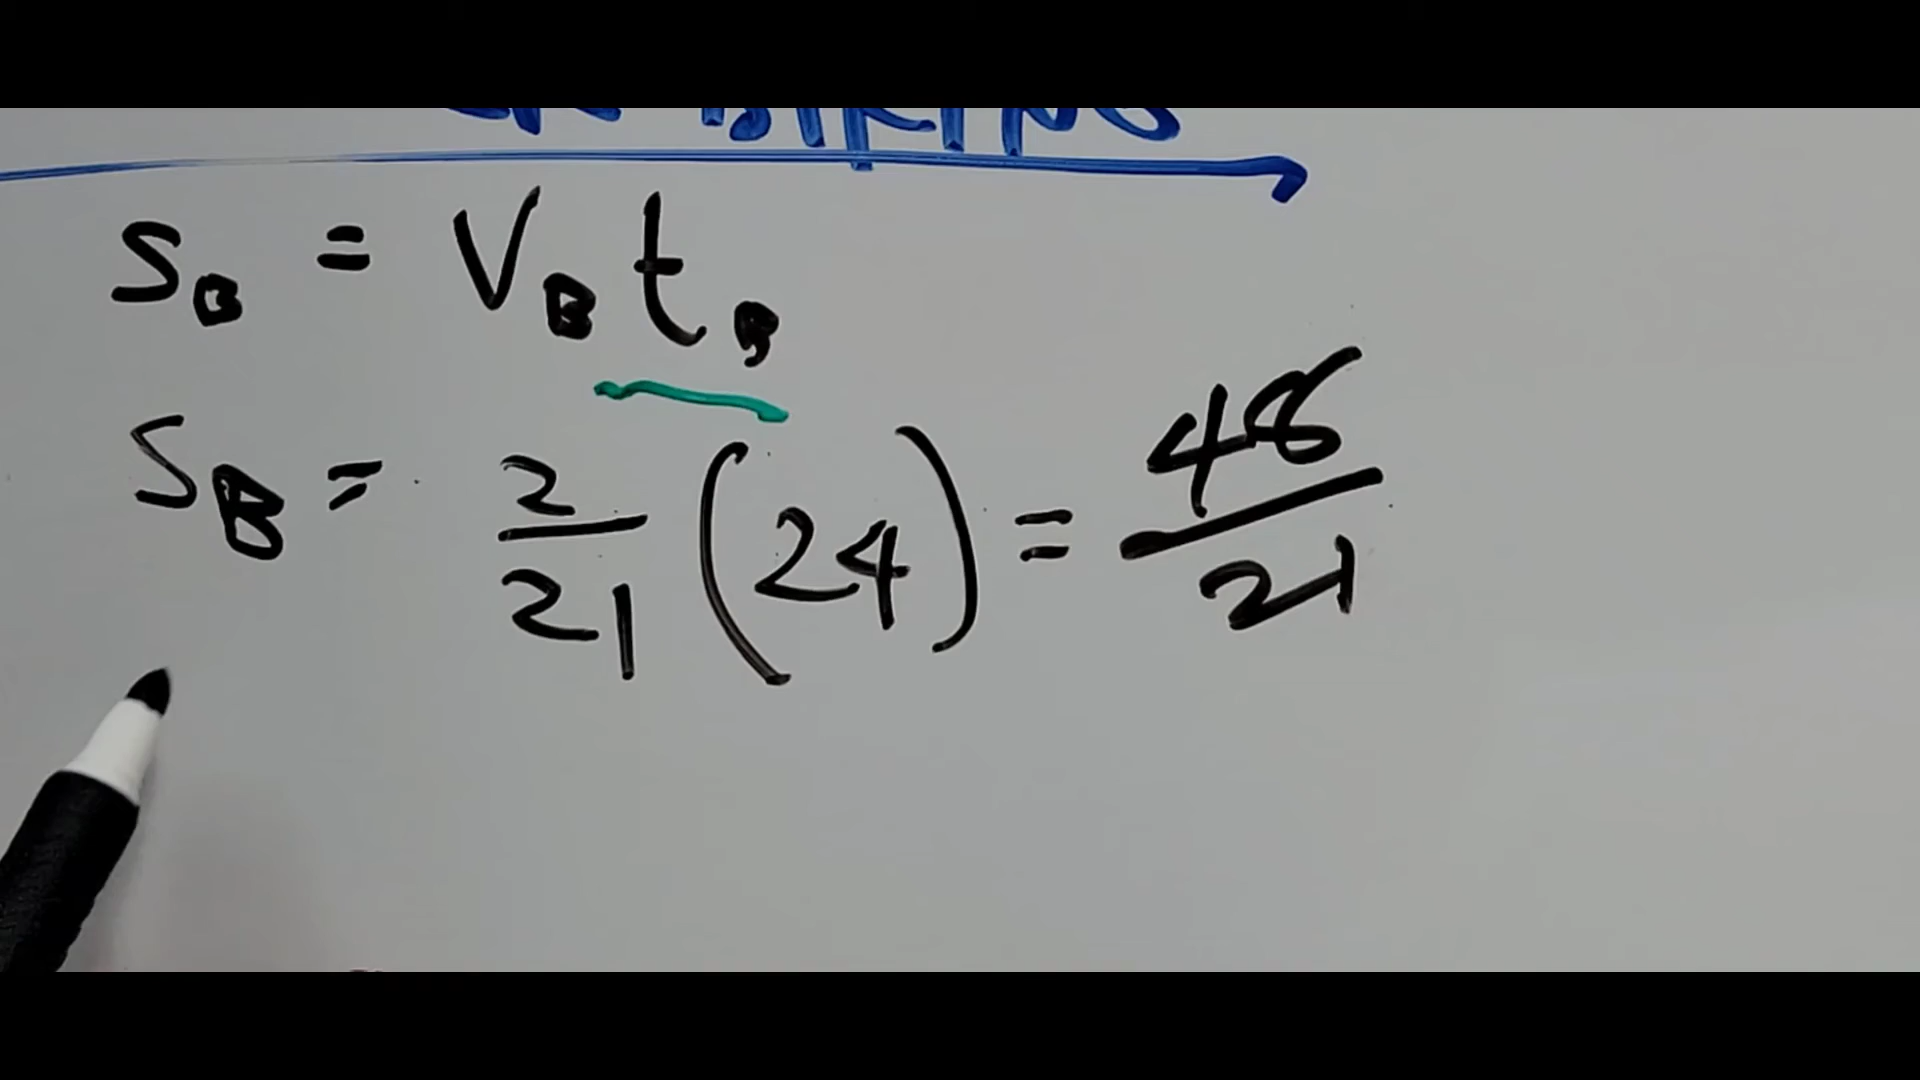 S_B = V_B t_B
S_B = 2/21 (24) = 48/21